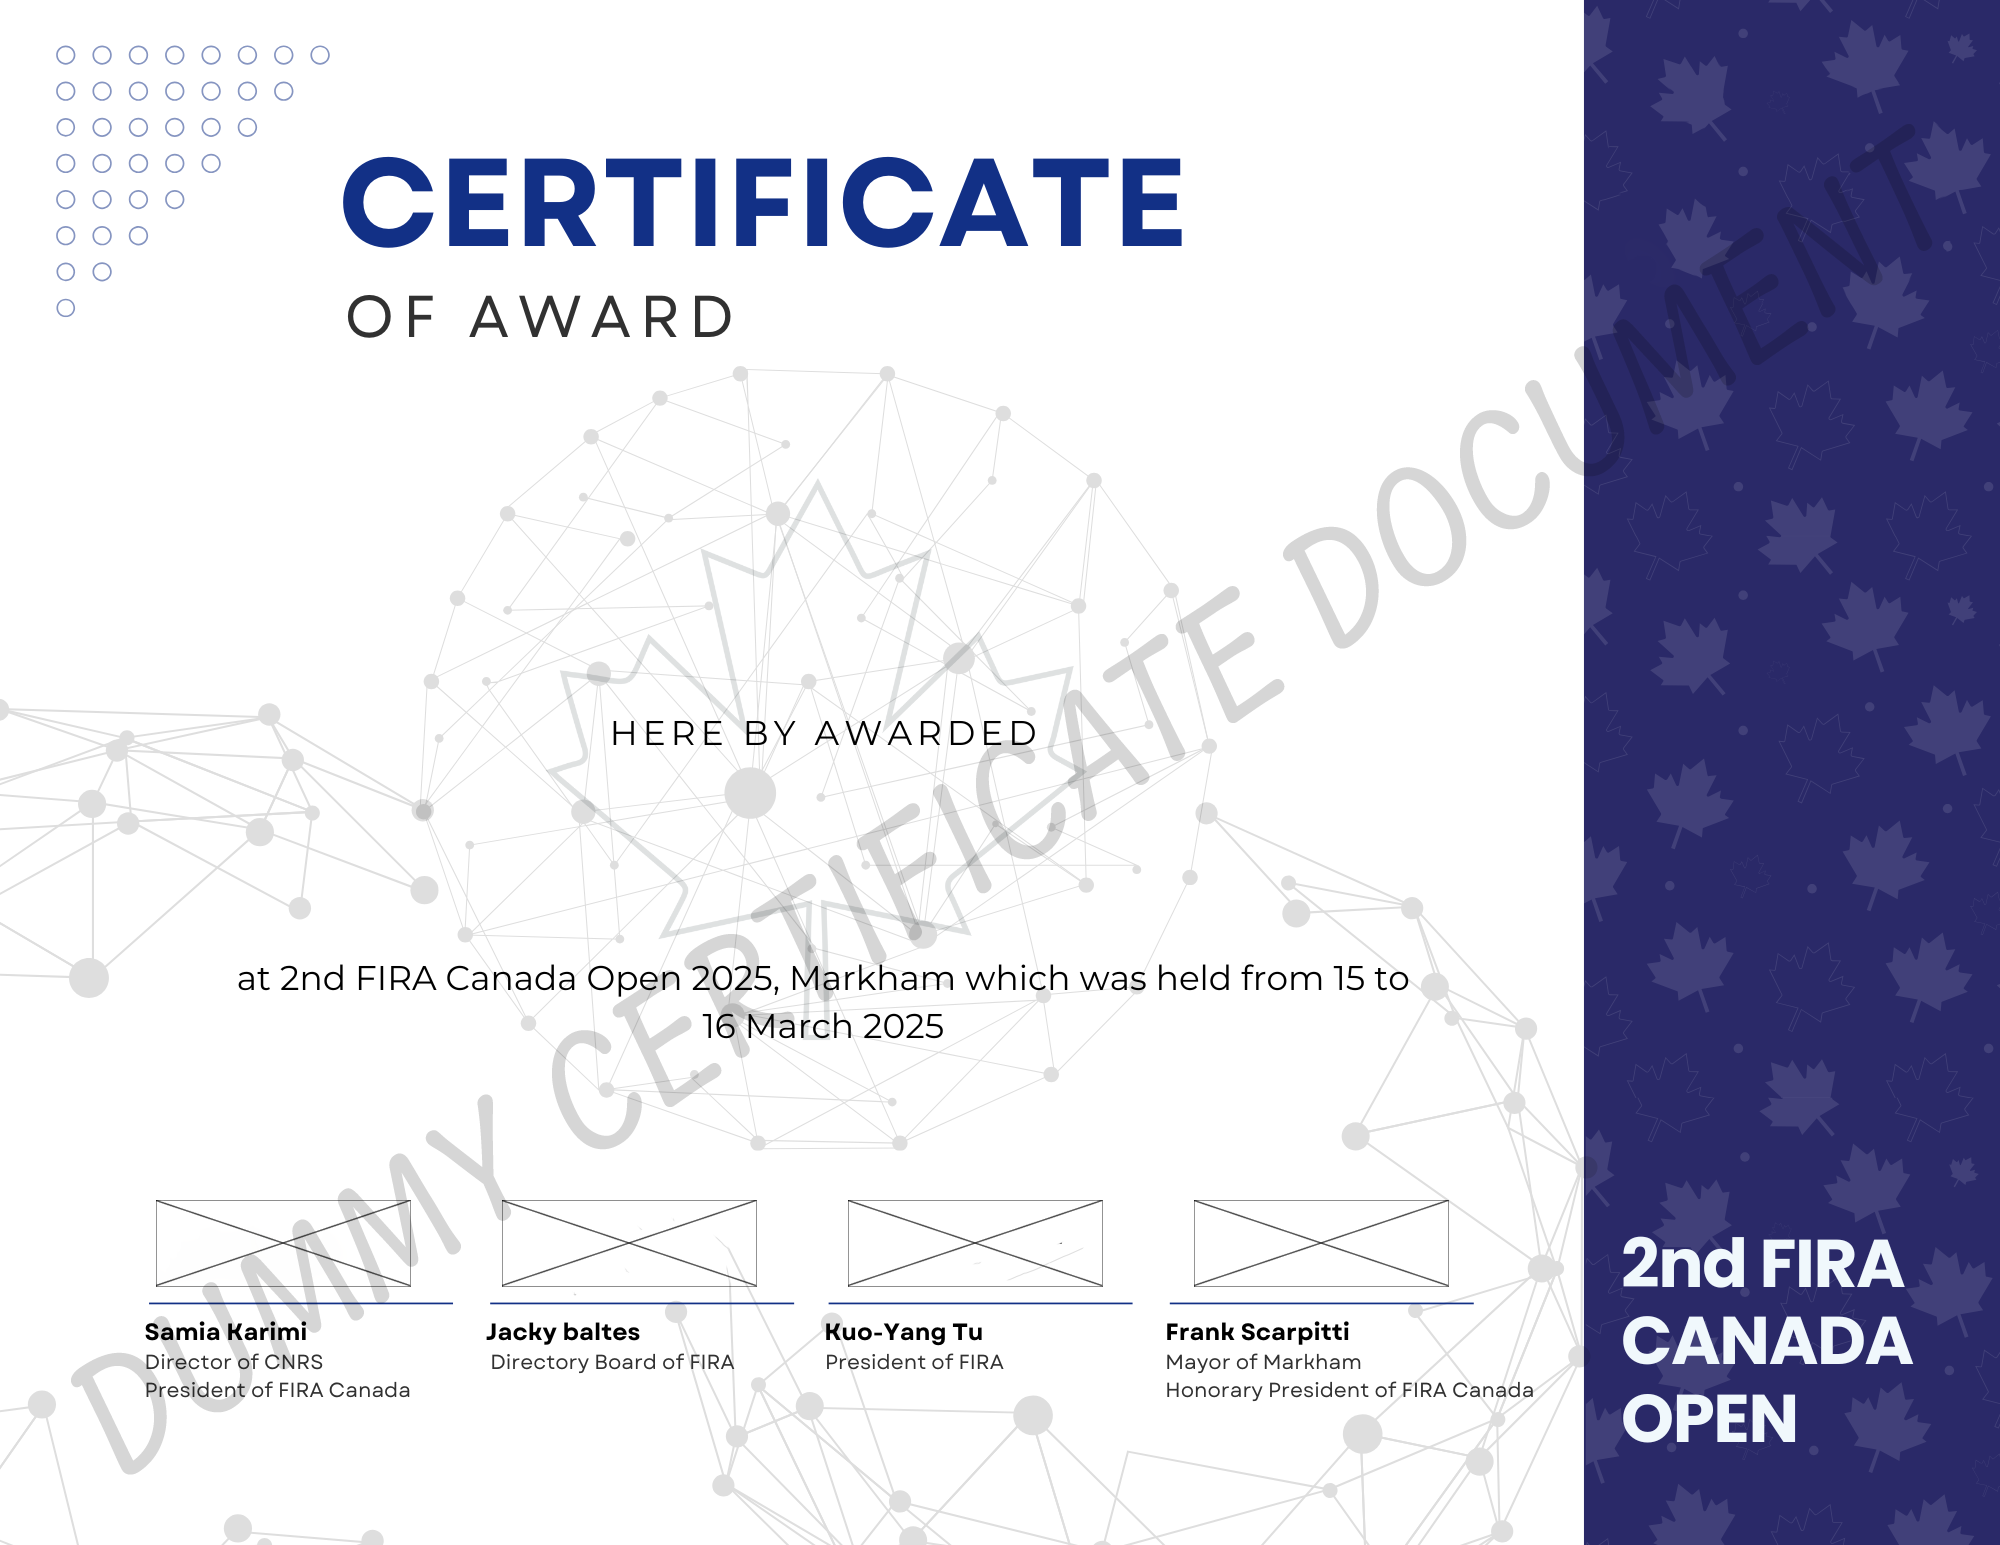 CERTIFICATE
OF AWARD
HERE BY AWARDED
at 2nd FIRA Canada Open 2025, Markham which was held from 15 to
16 March 2025
DUMMY CERTIFICATE DOCUMENT
Samia Karimi
Director of CNRS
President of FIRA Canada
Jacky baltes
Directory Board of FIRA
Kuo-Yang Tu
President of FIRA
Frank Scarpitti
Mayor of Markham
Honorary President of FIRA Canada
2nd FIRA
CANADA
OPEN